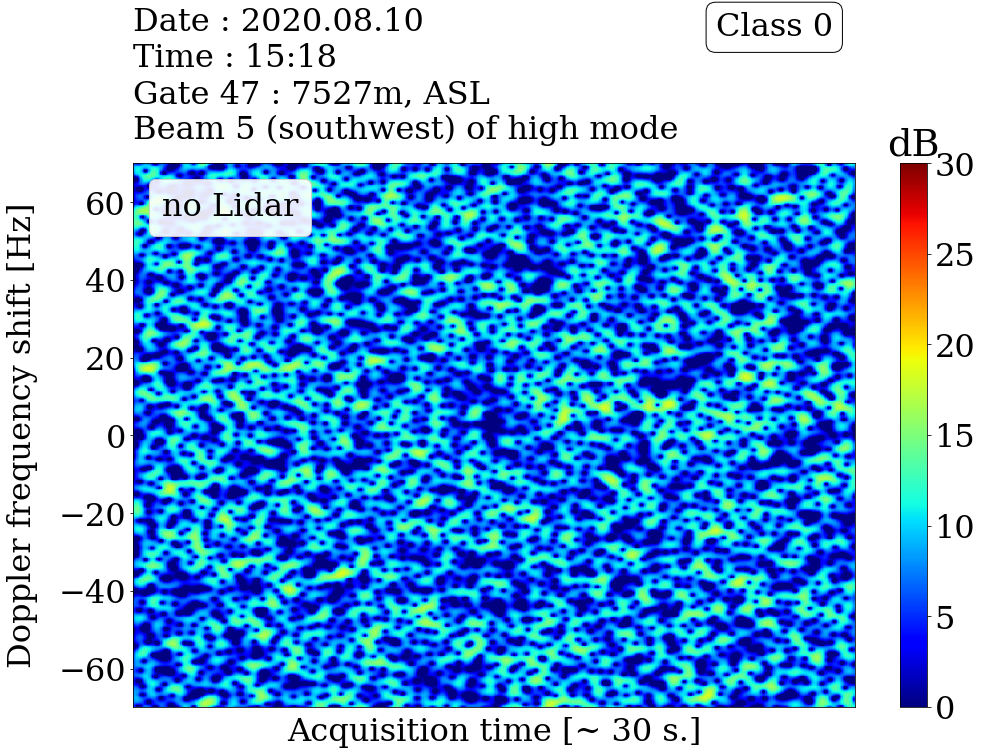 Date : 2020.08.10
Time : 15:18
Gate 47 : 7527m, ASL
Beam 5 (southwest) of high mode
Class 0
dB
no Lidar
Doppler frequency shift [Hz]
60
40
20
0
−20
−40
−60
Acquisition time [~ 30 s.]
30
25
20
15
10
5
0